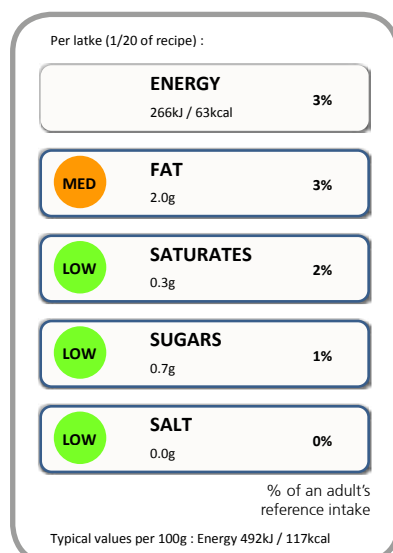 Per latke (1/20 of recipe) :
ENERGY
266kJ / 63kcal
3%
MED
FAT
2.0g
3%
LOW
SATURATES
0.3g
2%
LOW
SUGARS
0.7g
1%
LOW
SALT
0.0g
0%
% of an adult's
reference intake
Typical values per 100g : Energy 492kJ / 117kcal